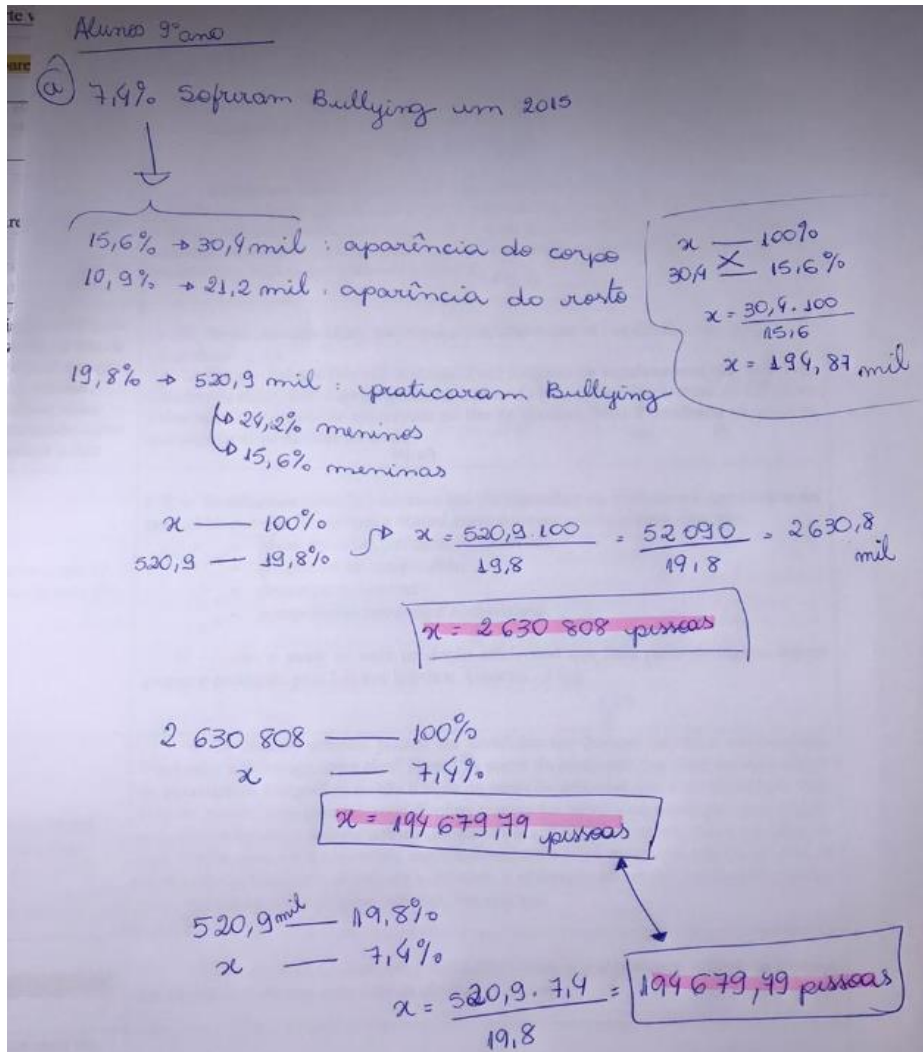 Alunos 9º ano
a) 7,4% Sofreram Bullying em 2015
15,6% → 30,4 mil : aparência do corpo
10,9% → 21,2 mil : aparência do rosto
x — 100%
30,4 — 15,6%
x = 30,4 . 100 / 15,6
x = 194,87 mil
19,8% → 520,9 mil : praticaram Bullying
↳ 24,2% meninos
↳ 15,6% meninas
x — 100%
520,9 — 19,8%
x = 520,9 . 100 / 19,8 = 52 090 / 19,8 = 2630,8 mil
x = 2 630 808 pessoas
2 630 808 — 100%
x — 7,4%
x = 194 679,79 pessoas
520,9 mil — 19,8%
x — 7,4%
x = 520,9 . 7,4 / 19,8 = 194 679,79 pessoas